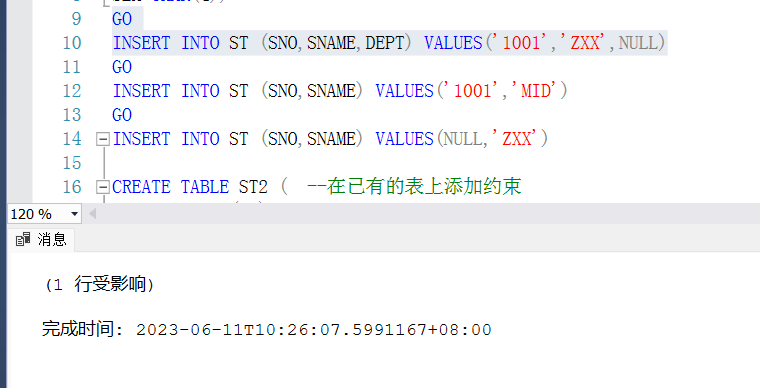 9 GO
10 INSERT INTO ST (SNO,SNAME,DEPT) VALUES('1001','ZXX',NULL)
11 GO
12 INSERT INTO ST (SNO,SNAME) VALUES('1001','MID')
13 GO
14 INSERT INTO ST (SNO,SNAME) VALUES(NULL,'ZXX')
15
16 CREATE TABLE ST2 ( --在已有的表上添加约束
120 %
消息
(1 行受影响)
完成时间: 2023-06-11T10:26:07.5991167+08:00